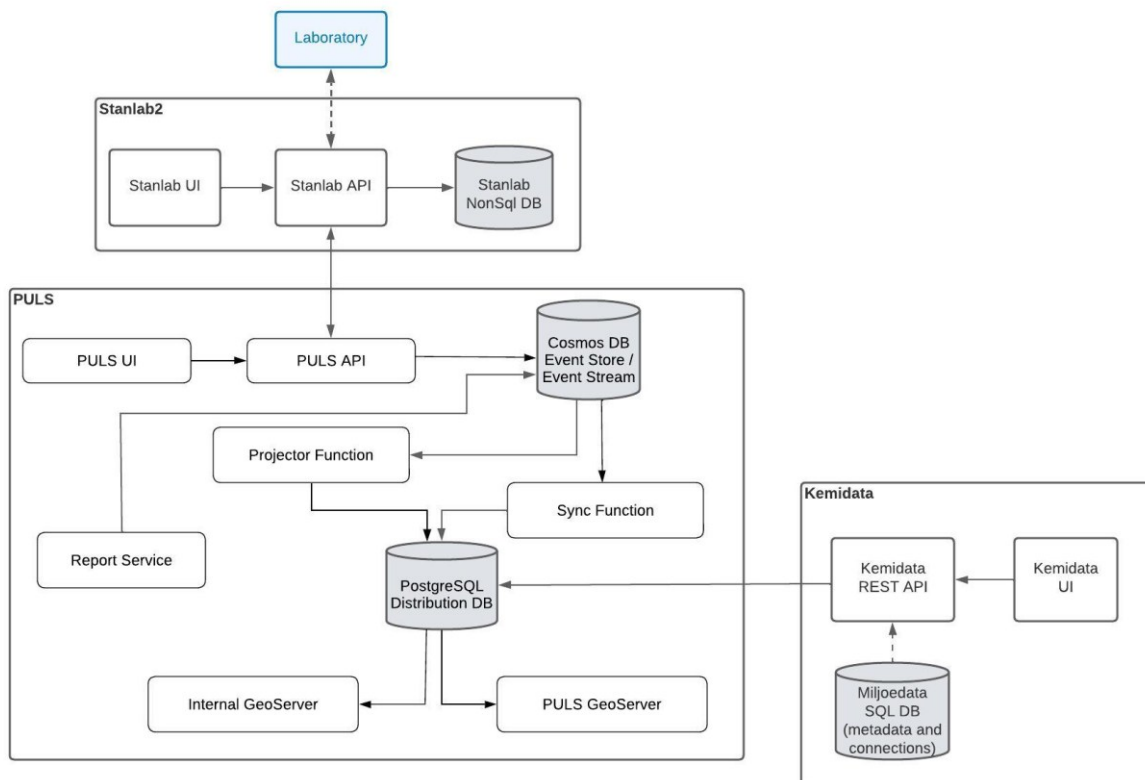 Laboratory
Stanlab2
Stanlab UI
Stanlab API
Stanlab
NonSql DB
PULS
PULS UI
PULS API
Cosmos DB
Event Store /
Event Stream
Projector Function
Sync Function
Report Service
PostgreSQL
Distribution DB
Internal GeoServer
PULS GeoServer
Kemidata
Kemidata
REST API
Kemidata
UI
Miljoedata
SQL DB
(metadata and
connections)